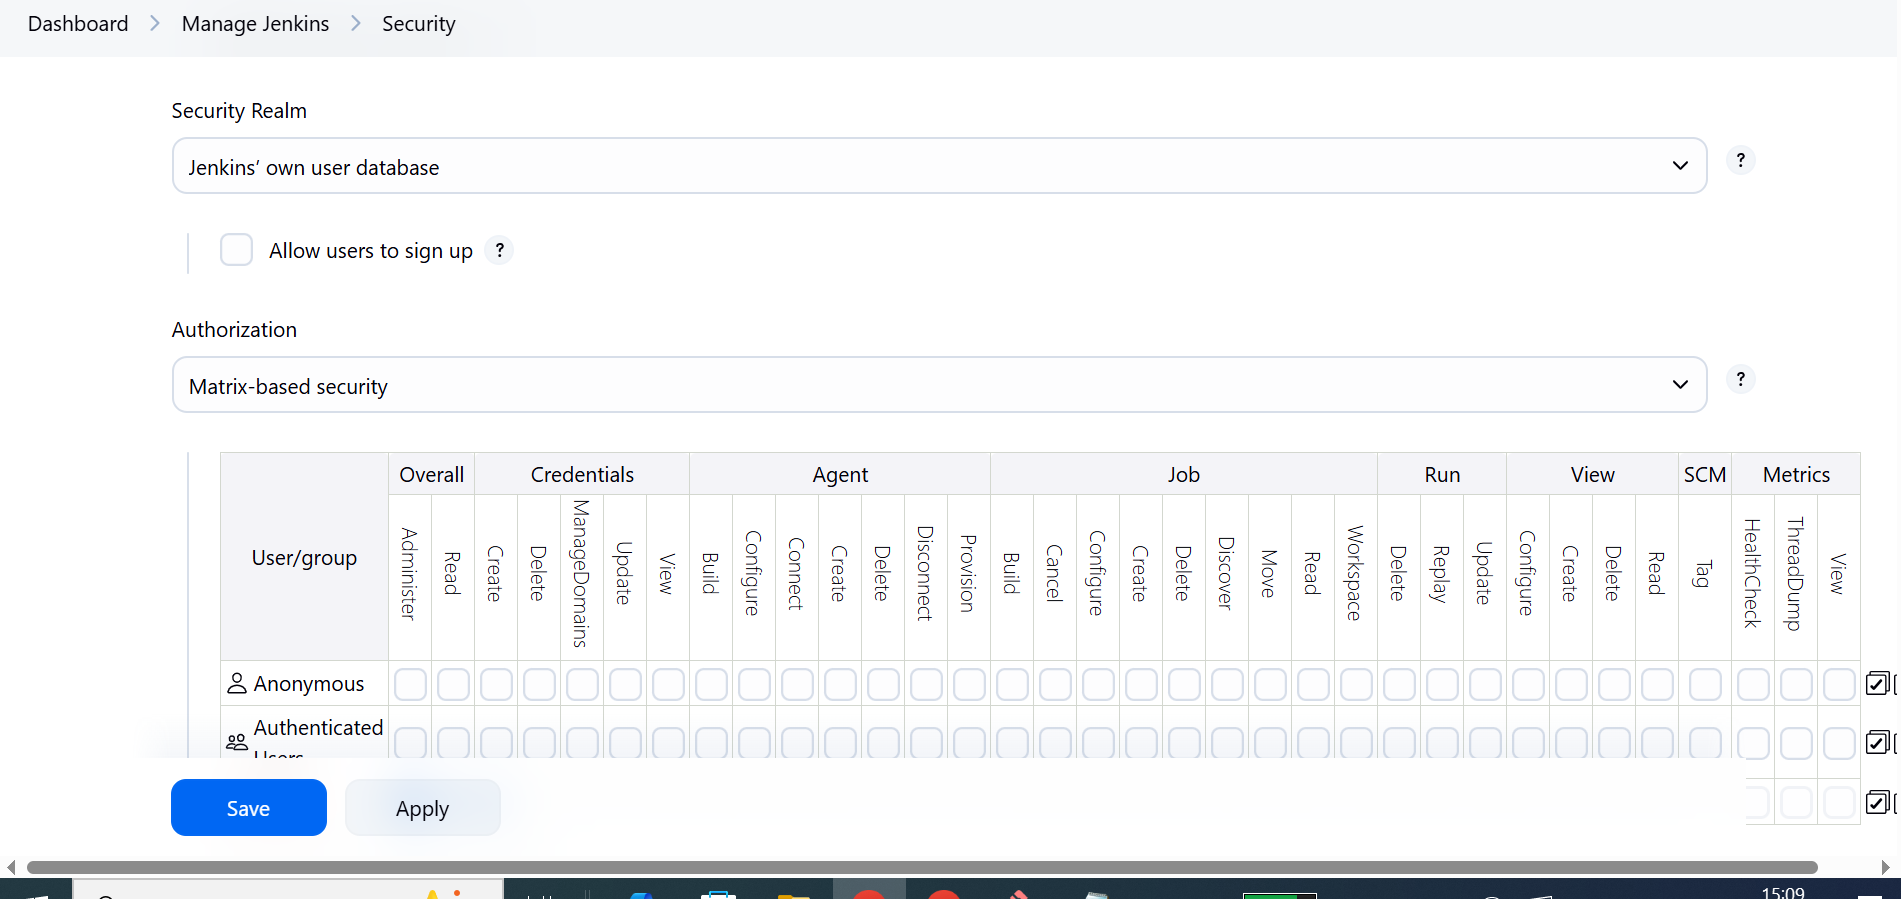 Dashboard > Manage Jenkins > Security
Security Realm
Jenkins’ own user database
?
Allow users to sign up ?
Authorization
Matrix-based security
?
User/group
Overall Credentials Agent Job Run View SCM Metrics
Administer Read Create Delete ManageDomains Update View Build Configure Connect Create Delete Disconnect Provision Build Cancel Configure Create Delete Discover Move Read Workspace Delete Replay Update Configure Create Delete Read Tag HealthCheck ThreadDump View
Anonymous
Authenticated
Users
Save Apply
15:09